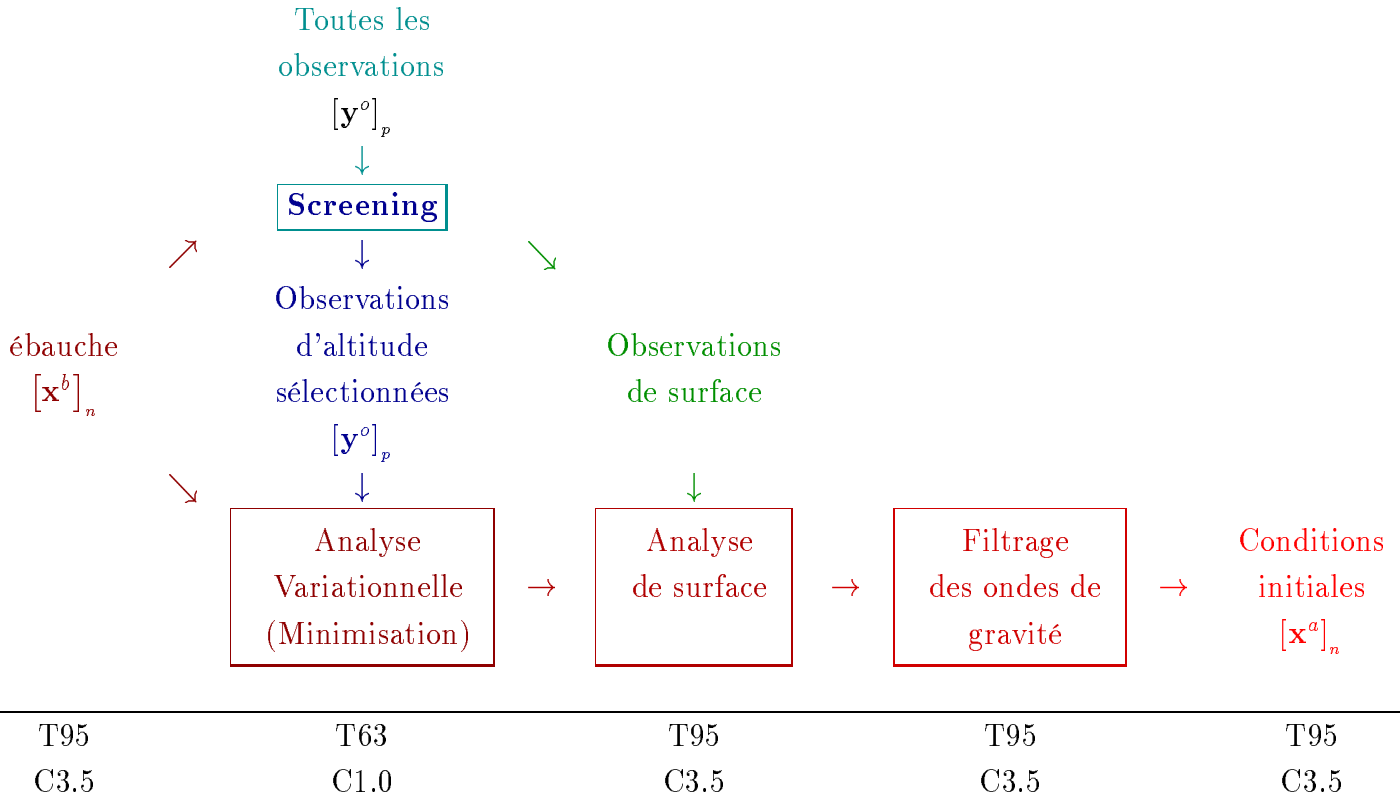 Toutes les
observations
[y^o]_p
↓
Screening
↗ ↓ ↘
Observations
ébauche d'altitude Observations
[x^b]_n sélectionnées de surface
[y^o]_p
↘ ↓ ↓
Analyse Analyse Filtrage Conditions
Variationnelle → de surface → des ondes de → initiales
(Minimisation) gravité [x^a]_n
T95 T63 T95 T95 T95
C3.5 C1.0 C3.5 C3.5 C3.5